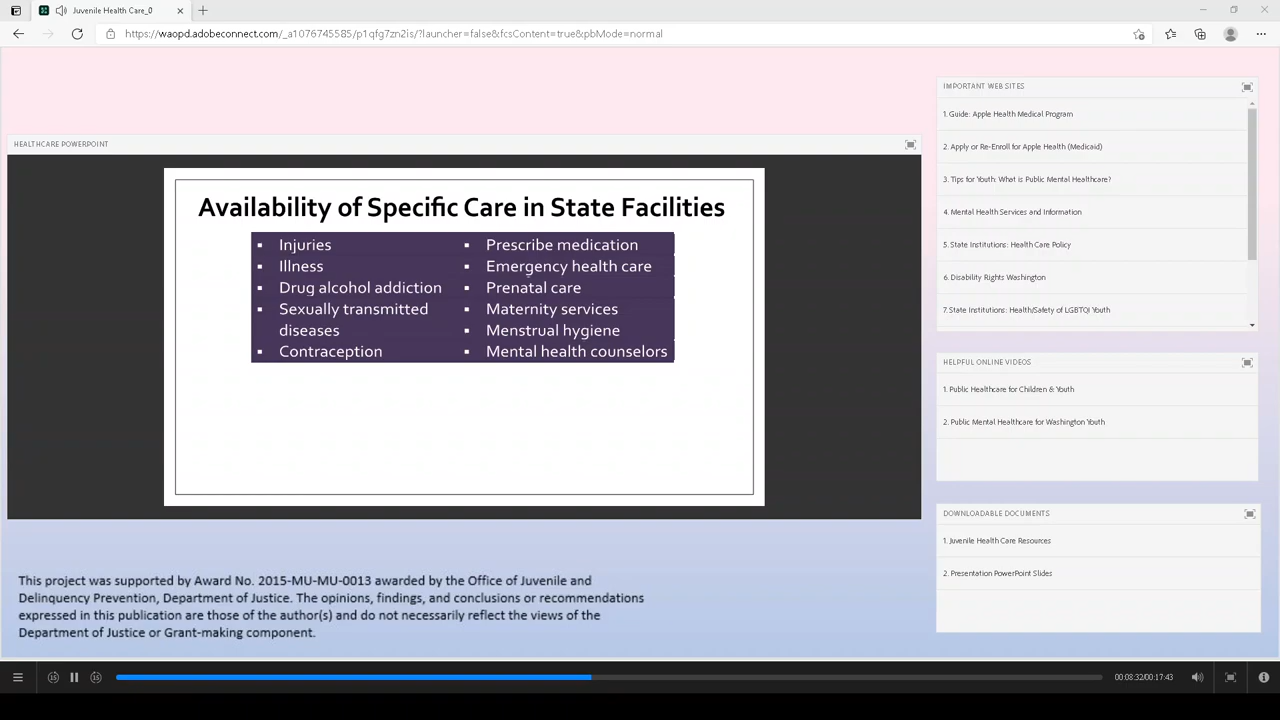 Juvenile Health Care_0
https://waopd.adobeconnect.com/_a1076745585/p1qfg7zn2is/?launcher=false&fcsContent=true&pbMode=normal
HEALTHCARE POWERPOINT
Availability of Specific Care in State Facilities
▪ Injuries
▪ Illness
▪ Drug alcohol addiction
▪ Sexually transmitted
diseases
▪ Contraception
▪ Prescribe medication
▪ Emergency health care
▪ Prenatal care
▪ Maternity services
▪ Menstrual hygiene
▪ Mental health counselors
This project was supported by Award No. 2015-MU-MU-0013 awarded by the Office of Juvenile and
Delinquency Prevention, Department of Justice. The opinions, findings, and conclusions or recommendations
expressed in this publication are those of the author(s) and do not necessarily reflect the views of the
Department of Justice or Grant-making component.
IMPORTANT WEB SITES
1. Guide: Apple Health Medical Program
2. Apply or Re-Enroll for Apple Health (Medicaid)
3. Tips for Youth: What is Public Mental Healthcare?
4. Mental Health Services and Information
5. State Institutions: Health Care Policy
6. Disability Rights Washington
7. State Institutions: Health/Safety of LGBTQI Youth
HELPFUL ONLINE VIDEOS
1. Public Healthcare for Children & Youth
2. Public Mental Healthcare for Washington Youth
DOWNLOADABLE DOCUMENTS
1. Juvenile Health Care Resources
2. Presentation PowerPoint Slides
15
15
00:08:32/00:17:43